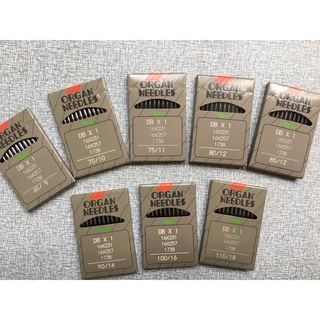 ORGAN
NEEDLES
DB X 1
16X231
16X257
1738
65/9
ORGAN
NEEDLES
DB X 1
16X231
16X257
1738
70/10
ORGAN
NEEDLES
DB X 1
16X231
16X257
1738
75/11
ORGAN
NEEDLES
DB X 1
16X231
16X257
1738
80/12
ORGAN
NEEDLES
DB X 1
16X231
16X257
1738
85/13
ORGAN
NEEDLES
DB X 1
16X231
16X257
1738
90/14
ORGAN
NEEDLES
DB X 1
16X231
16X257
1738
100/16
ORGAN
NEEDLES
DB X 1
16X231
16X257
1738
110/18